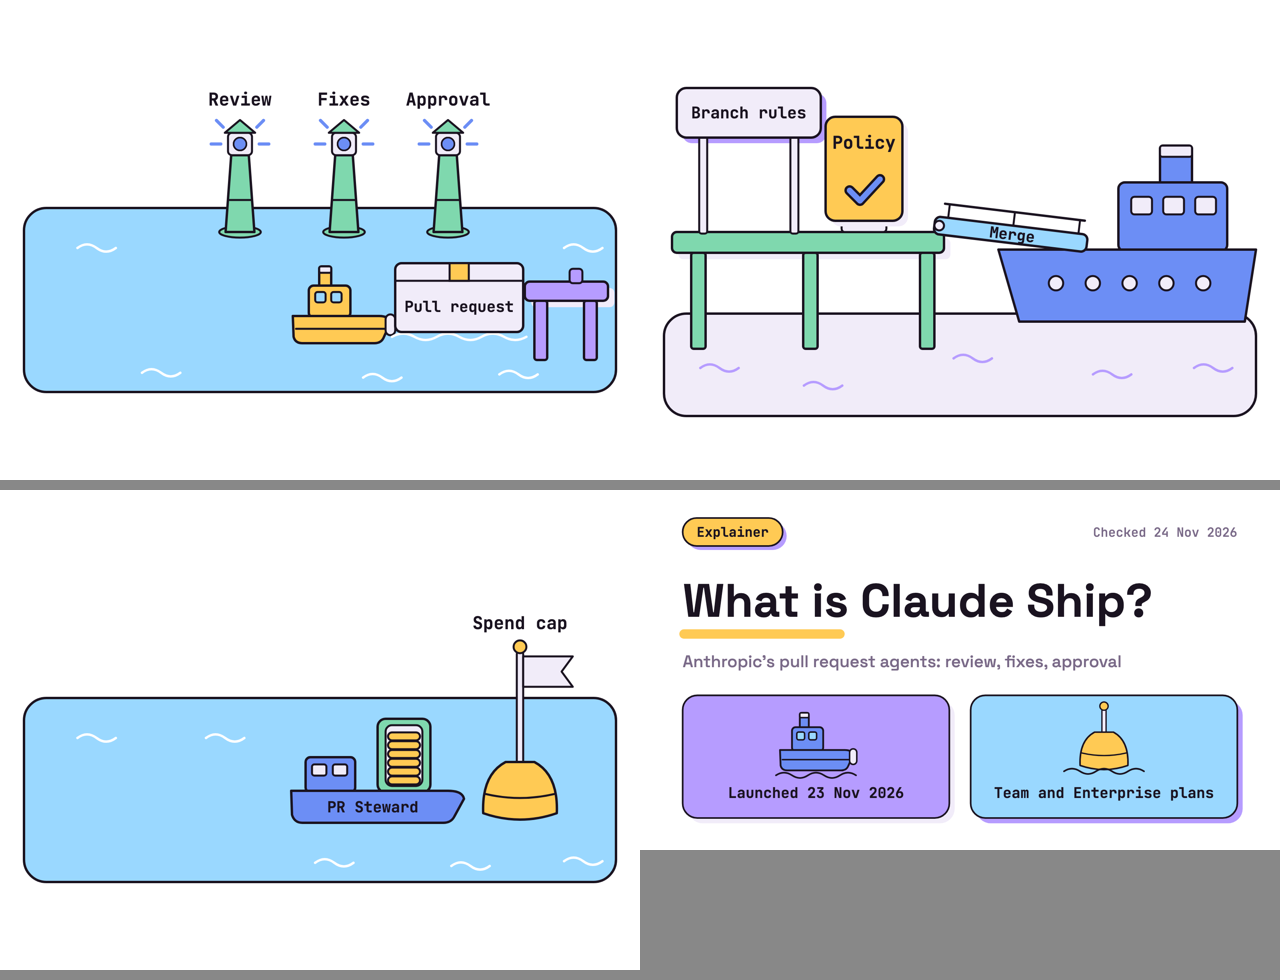 Review
Fixes
Approval
Pull request
Branch rules
Policy
Merge
Spend cap
PR Steward
Explainer
Checked 24 Nov 2026
What is Claude Ship?
Anthropic's pull request agents: review, fixes, approval
Launched 23 Nov 2026
Team and Enterprise plans